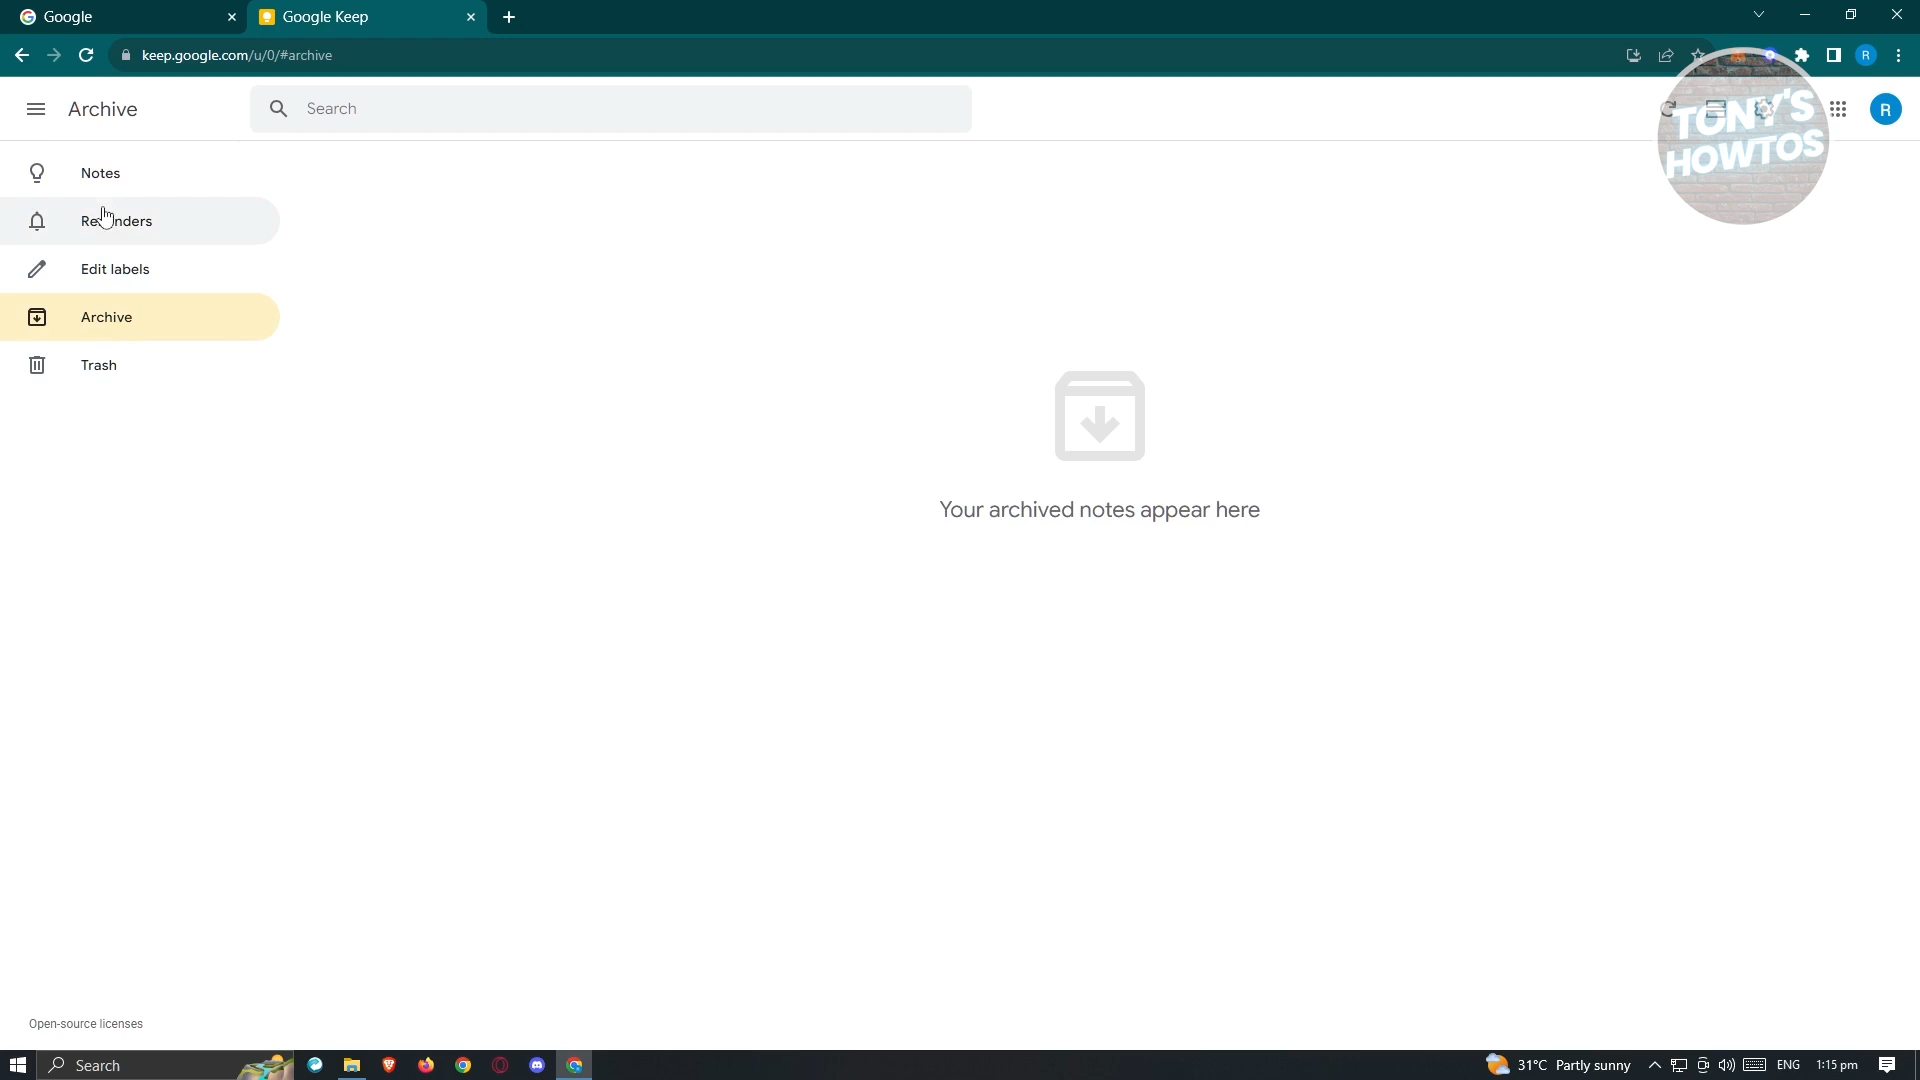 Google
Google Keep
keep.google.com/u/0/#archive
R
Archive
Search
R
TONY'S
HOWTOS
Notes
Reminders
Edit labels
Archive
Trash
Your archived notes appear here
Open-source licenses
Search
31°C Partly sunny
ENG
1:15 pm